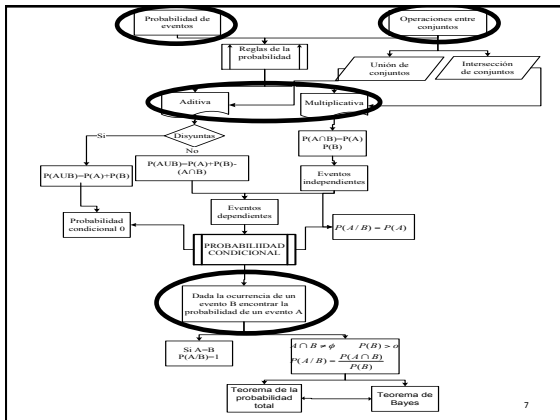 Probabilidad de
eventos
Operaciones entre
conjuntos
Reglas de la
probabilidad
Unión de
conjuntos
Intersección
de conjuntos
Aditiva
Multiplicativa
Si
Disyuntas
No
P(A∩B)=P(A)
P(B)
P(AUB)=P(A)+P(B)
P(AUB)=P(A)+P(B)-
(A∩B)
Eventos
independientes
Probabilidad
condicional 0
Eventos
dependientes
P(A / B) = P(A)
PROBABILIIDAD
CONDICIONAL
Dada la ocurrencia de un
evento B encontrar la
probabilidad de un evento A
Si A=B
P(A/B)=1
A ∩ B ≠ φ P(B) > o
P(A / B) = P(A ∩ B) / P(B)
Teorema de la
probabilidad
total
Teorema de
Bayes
7